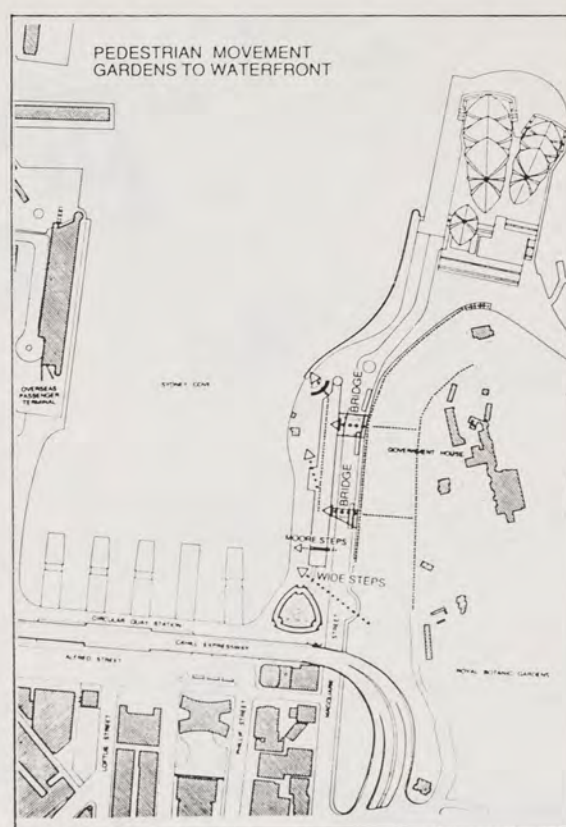 PEDESTRIAN MOVEMENT
GARDENS TO WATERFRONT
OVERSEAS
PASSENGER
TERMINAL
SYDNEY COVE
BRIDGE
GOVERNMENT HOUSE
BRIDGE
MOORE STEPS
WIDE STEPS
CIRCULAR QUAY STATION
CAHILL EXPRESSWAY
ALFRED STREET
STREET
MACQUARIE
LOFTUS STREET
PHILLIP STREET
ROYAL BOTANIC GARDENS